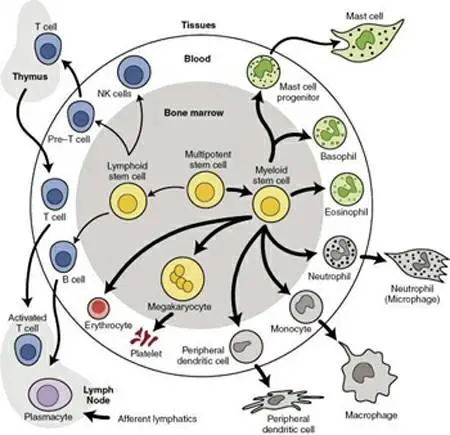 Tissues
Blood
Bone marrow
T cell
Thymus
Pre–T cell
NK cells
Mast cell
Mast cell
progenitor
Basophil
Lymphoid
stem cell
Multipotent
stem cell
Myeloid
stem cell
Eosinophil
T cell
B cell
Neutrophil
Neutrophil
(Macrophage)
Megakaryocyte
Erythrocyte
Platelet
Monocyte
Peripheral
dendritic cell
Activated
T cell
Lymph
Node
Plasmacyte
Afferent lymphatics
Peripheral
dendritic cell
Macrophage